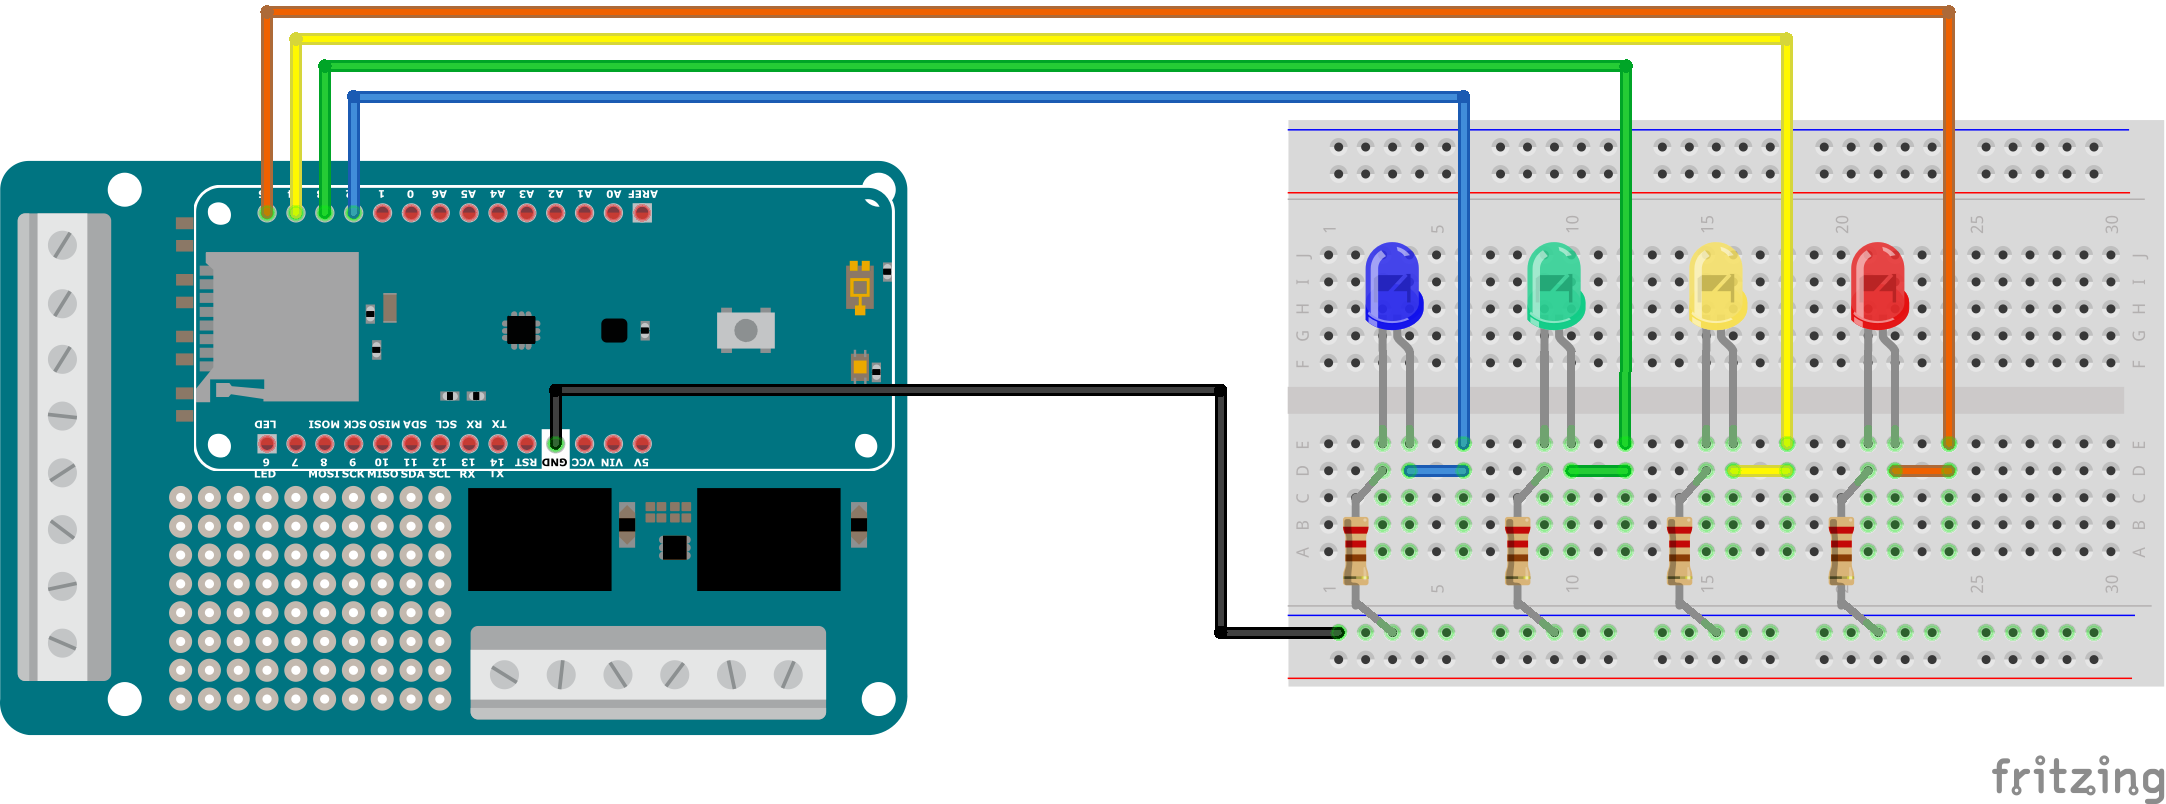 1 0 A6 A5 A4 A3 A2 A1 A0 AREF
LED MOSI SCK MISO SDA SCL RX TX
6 7 8 9 10 11 12 13 14 RST GND VCC VIN 5V
LED MOSI SCK MISO SDA SCL RX TX
1 5 10 15 20 25 30
J J
I I
H H
G G
F F
E E
D D
C C
B B
A A
1 5 10 15 25 30
fritzing